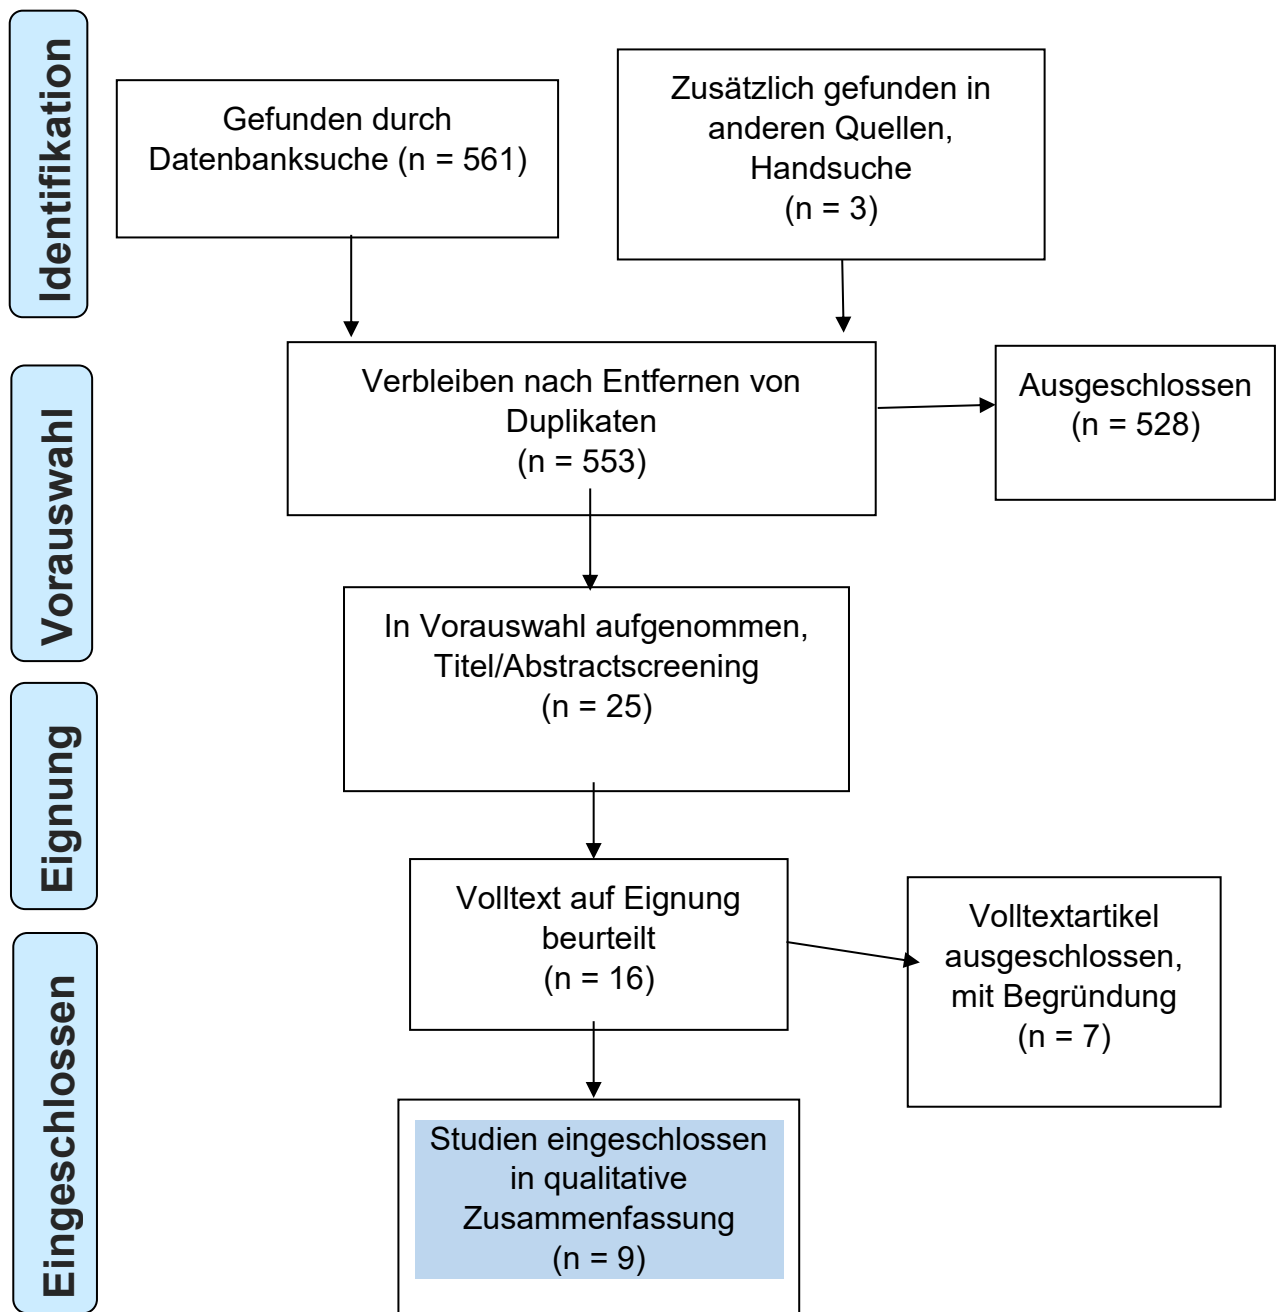 Identifikation
Gefunden durch
Datenbanksuche (n = 561)
Zusätzlich gefunden in
anderen Quellen,
Handsuche
(n = 3)
Vorauswahl
Verbleiben nach Entfernen von
Duplikaten
(n = 553)
Ausgeschlossen
(n = 528)
In Vorauswahl aufgenommen,
Titel/Abstractscreening
(n = 25)
Eignung
Volltext auf Eignung
beurteilt
(n = 16)
Volltextartikel
ausgeschlossen,
mit Begründung
(n = 7)
Eingeschlossen
Studien eingeschlossen
in qualitative
Zusammenfassung
(n = 9)